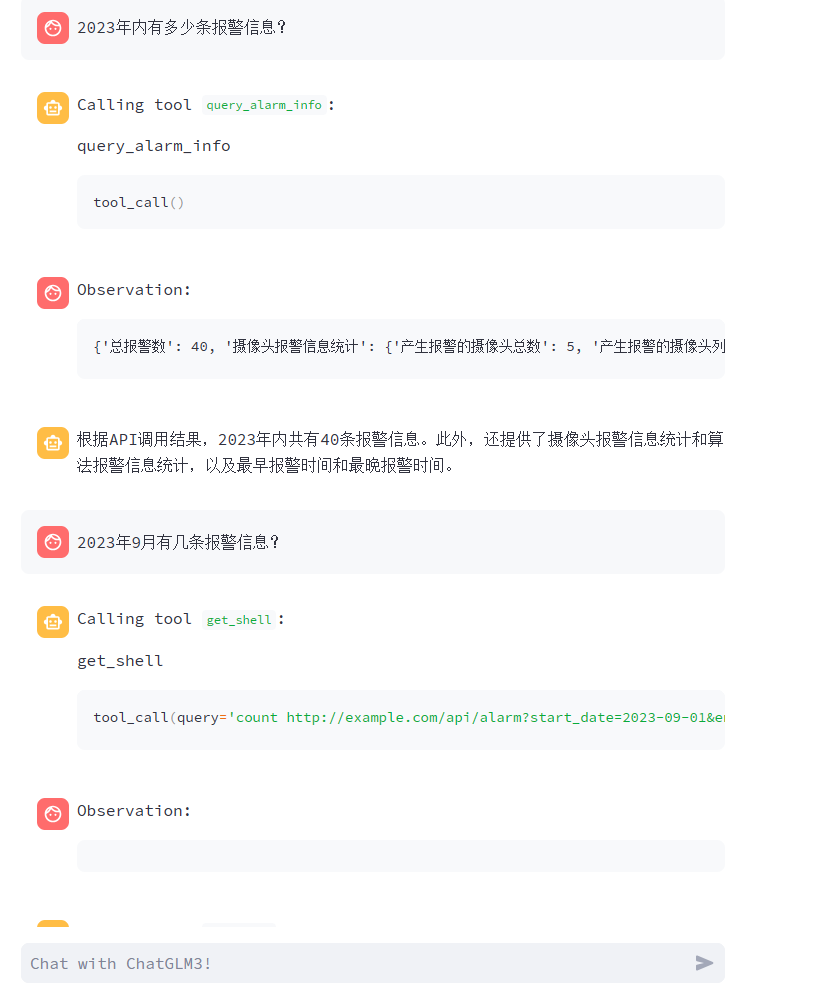 2023年内有多少条报警信息？
Calling tool query_alarm_info:
query_alarm_info
tool_call()
Observation:
{'总报警数': 40, '摄像头报警信息统计': {'产生报警的摄像头总数': 5, '产生报警的摄像头列
根据API调用结果，2023年内共有40条报警信息。此外，还提供了摄像头报警信息统计和算
法报警信息统计，以及最早报警时间和最晚报警时间。
2023年9月有几条报警信息？
Calling tool get_shell:
get_shell
tool_call(query='count http://example.com/api/alarm?start_date=2023-09-01&e
Observation:
Chat with ChatGLM3!